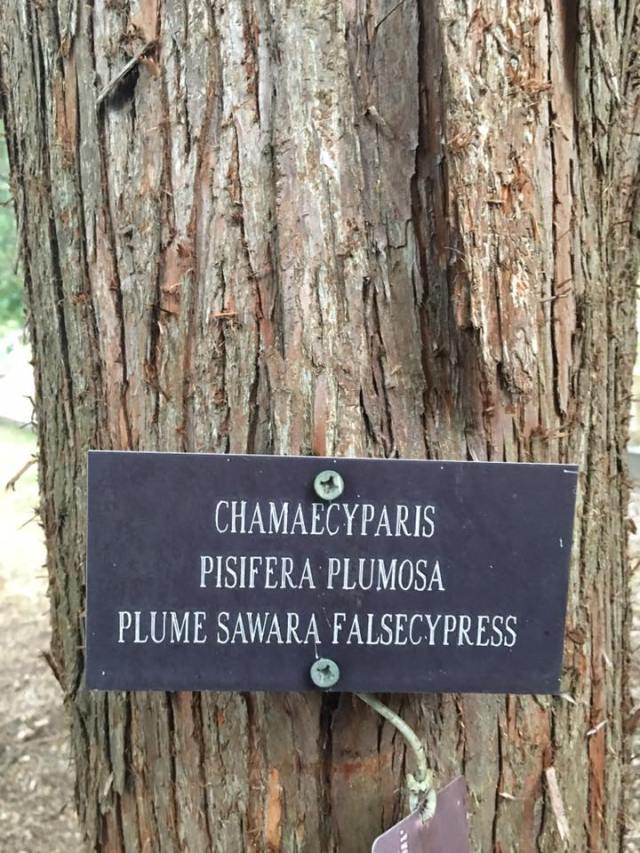 CHAMAECYPARIS
PISIFERA PLUMOSA
PLUME SAWARA FALSECYPRESS